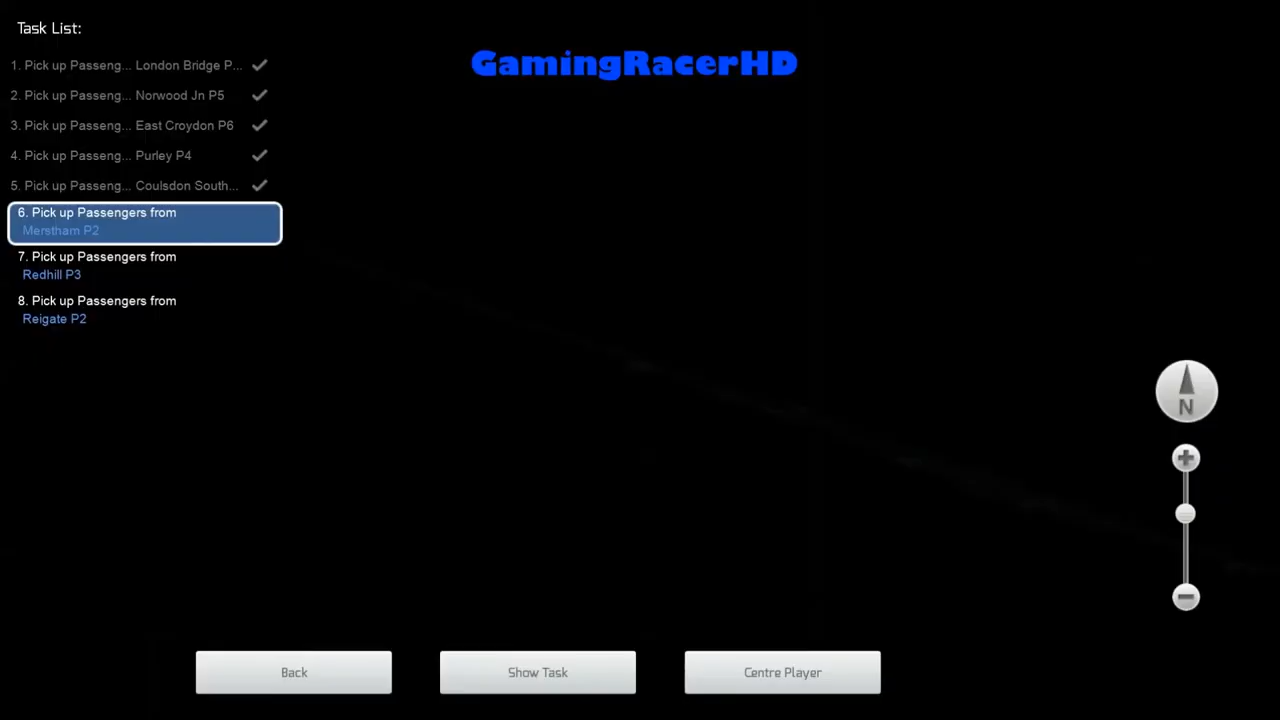 Task List:
GamingRacerHD
1. Pick up Passeng... London Bridge P...
2. Pick up Passeng... Norwood Jn P5
3. Pick up Passeng... East Croydon P6
4. Pick up Passeng... Purley P4
5. Pick up Passeng... Coulsdon South...
6. Pick up Passengers from
Merstham P2
7. Pick up Passengers from
Redhill P3
8. Pick up Passengers from
Reigate P2
N
Back
Show Task
Centre Player